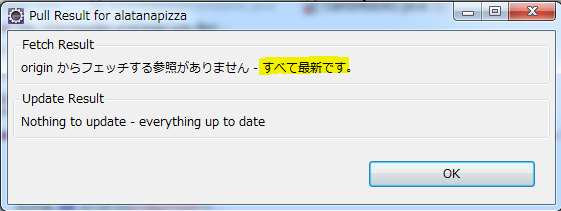 Pull Result for alatanapizza
Fetch Result
origin からフェッチする参照がありません - すべて最新です。
Update Result
Nothing to update - everything up to date
OK